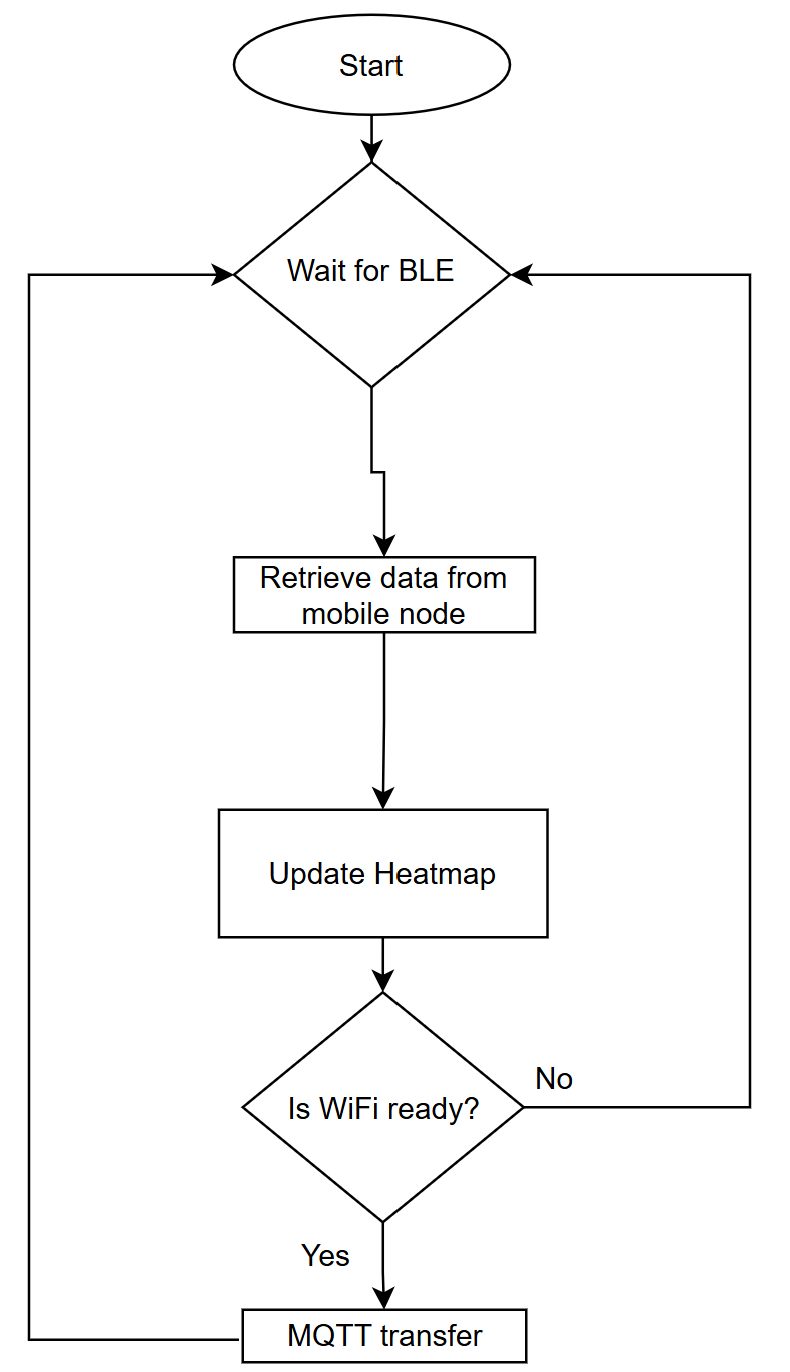 Start
Wait for BLE
Retrieve data from
mobile node
Update Heatmap
Is WiFi ready?
No
Yes
MQTT transfer